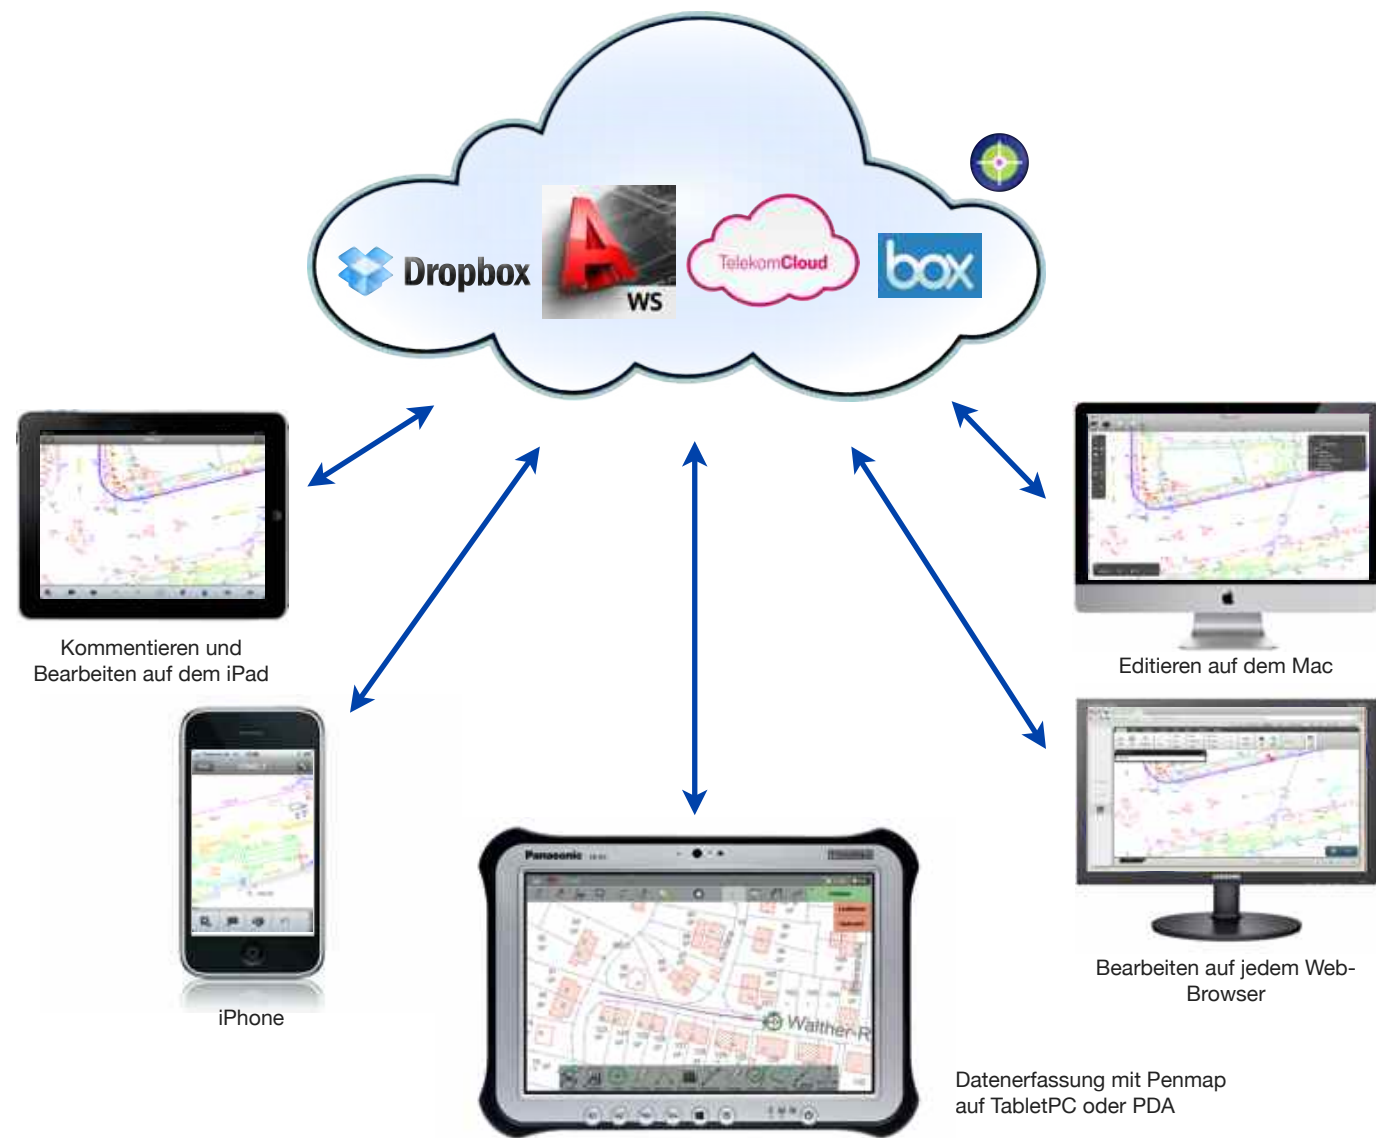 Dropbox
WS
TelekomCloud
box
Kommentieren und
Bearbeiten auf dem iPad
Editieren auf dem Mac
iPhone
Panasonic
Walther-R
SAMSUNG
Bearbeiten auf jedem Web-
Browser
Datenerfassung mit Penmap
auf TabletPC oder PDA